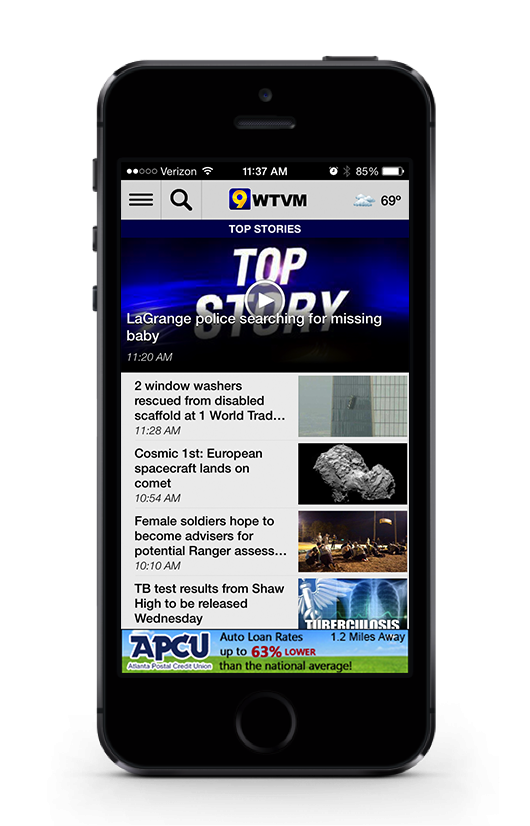 Verizon 11:37 AM 85%
9 WTVM 69º
TOP STORIES
TOP
STORY
LaGrange police searching for missing
baby
11:20 AM
2 window washers
rescued from disabled
scaffold at 1 World Trad...
11:28 AM
Cosmic 1st: European
spacecraft lands on
comet
10:54 AM
Female soldiers hope to
become advisers for
potential Ranger assess...
10:10 AM
TB test results from Shaw
High to be released
Wednesday
TUBERCULOSIS
APCU
Atlanta Postal Credit Union
Auto Loan Rates 1.2 Miles Away
up to 63% LOWER
than the national average!